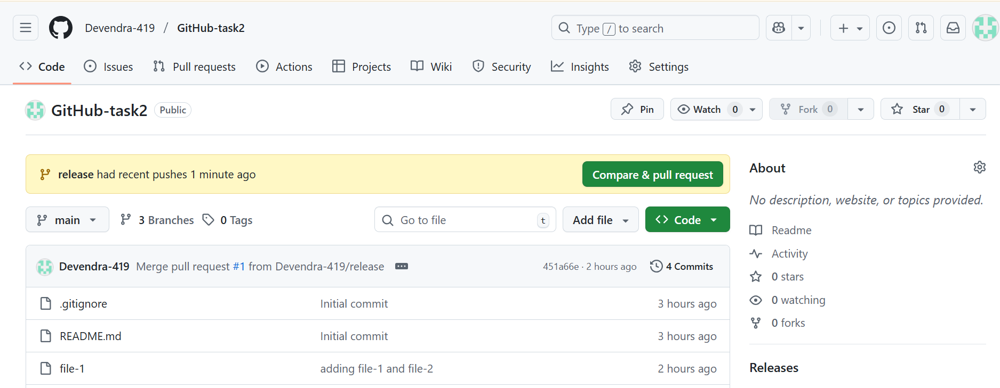 Devendra-419 / GitHub-task2
Type / to search
Code Issues Pull requests Actions Projects Wiki Security Insights Settings
GitHub-task2 Public
Pin Watch 0 Fork 0 Star 0
release had recent pushes 1 minute ago
Compare & pull request
main 3 Branches 0 Tags
Go to file t
Add file
Code
Devendra-419 Merge pull request #1 from Devendra-419/release
451a66e · 2 hours ago 4 Commits
.gitignore Initial commit 3 hours ago
README.md Initial commit 3 hours ago
file-1 adding file-1 and file-2 2 hours ago
About
No description, website, or topics provided.
Readme
Activity
0 stars
0 watching
0 forks
Releases